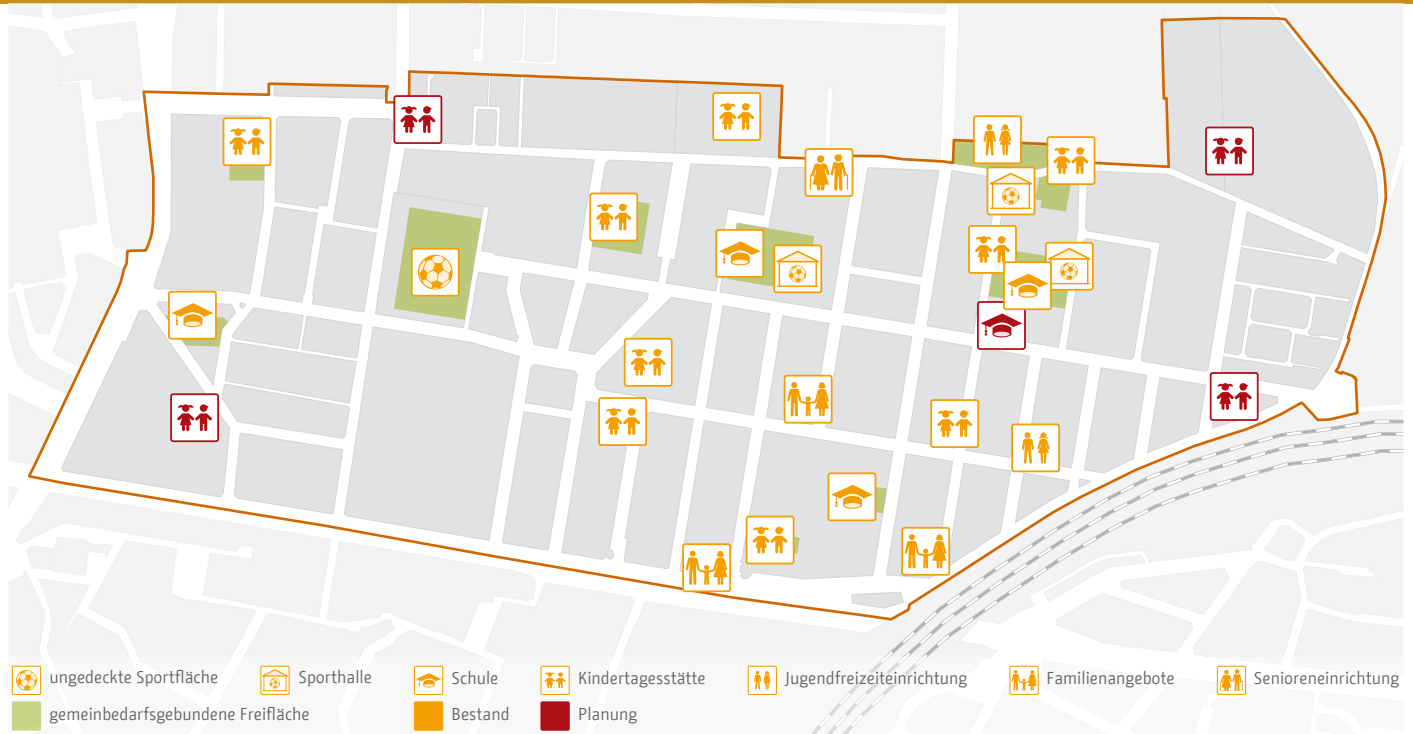 ungedeckte Sportfläche Sporthalle Schule Kindertagesstätte Jugendfreizeiteinrichtung Familienangebote Senioreneinrichtung
gemeinbedarfsgebundene Freifläche Bestand Planung